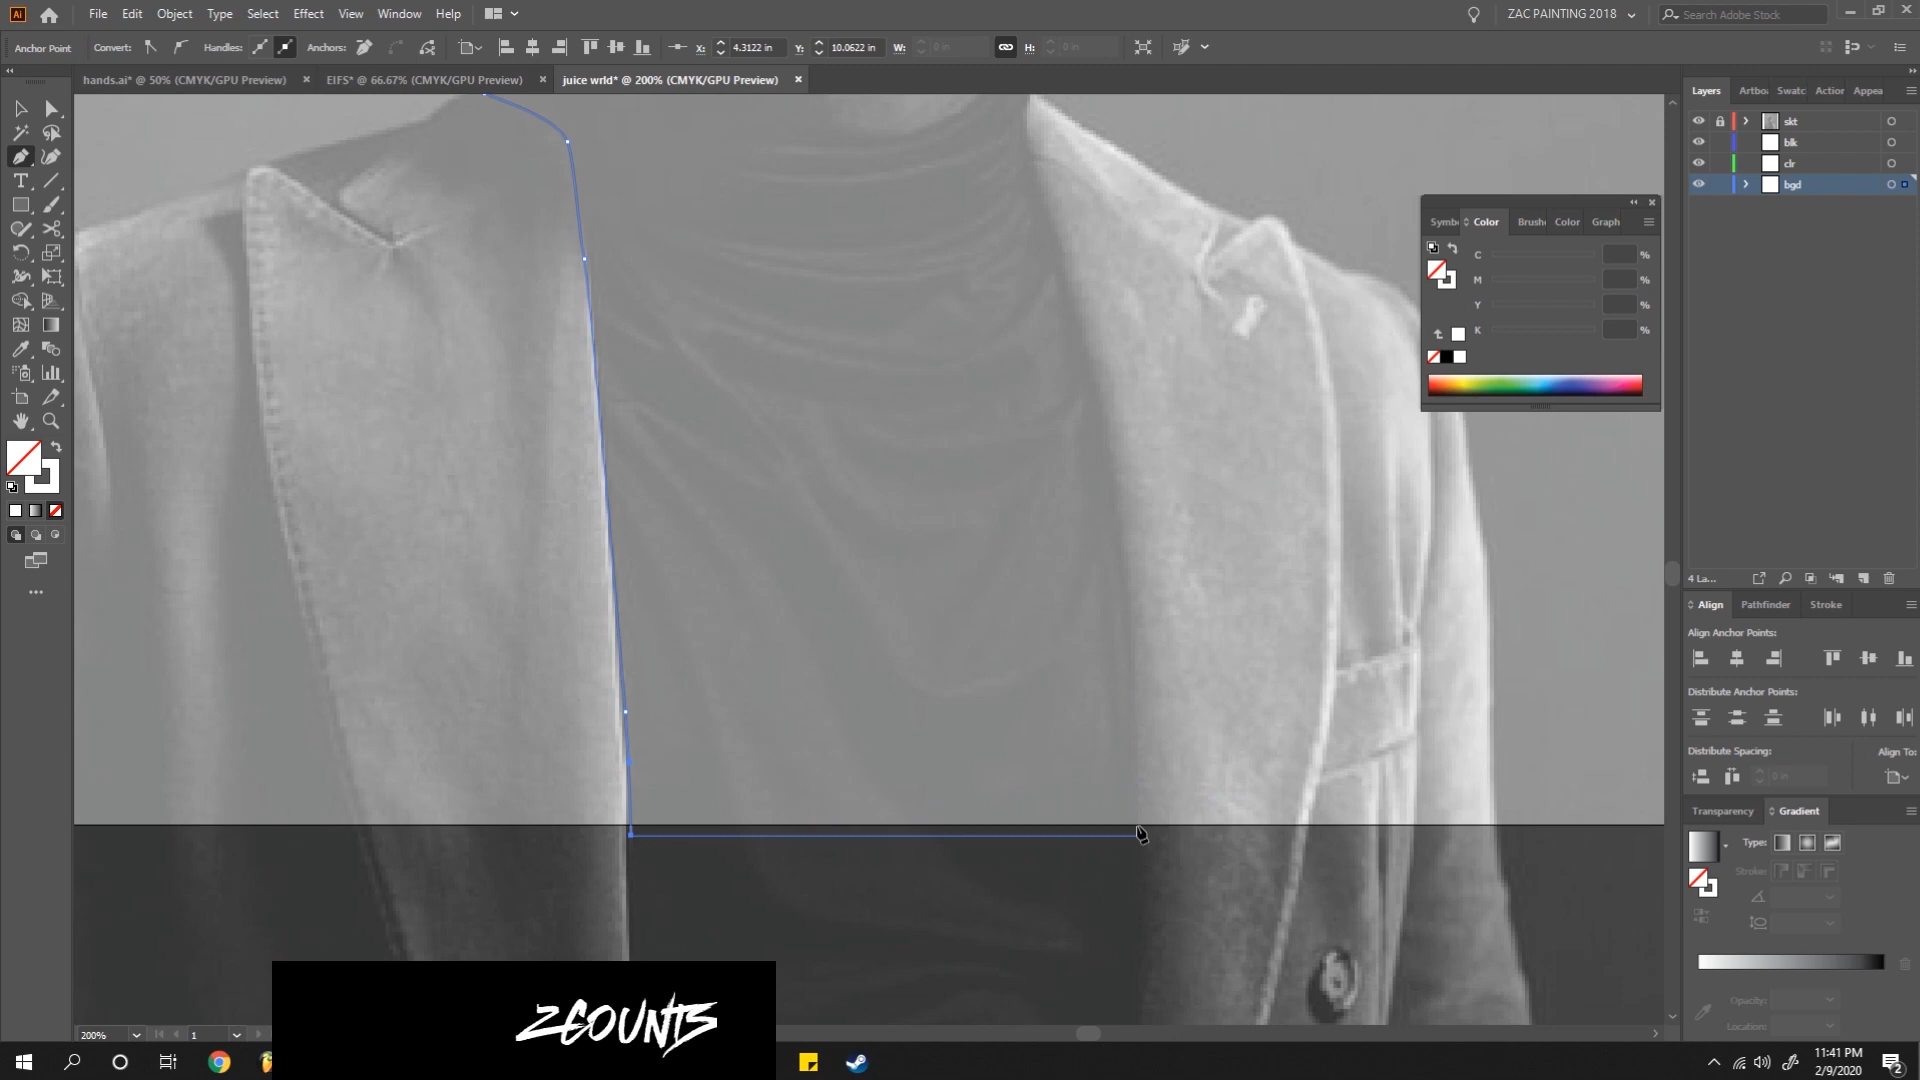 Ai File Edit Object Type Select Effect View Window Help ZAC PAINTING 2018 Search Adobe Stock
Anchor Point Convert: Handles: Anchors: X: 4.3122 in Y: 10.0622 in W: 0 in H: 0 in
hands.ai* @ 50% (CMYK/GPU Preview) EIFS* @ 66.67% (CMYK/GPU Preview) juice wrld* @ 200% (CMYK/GPU Preview)
Layers Artbo Swatc Action Appea
skt
blk
clr
bgd
Symb Color Brush Color Graph
C %
M %
Y %
K %
4 La...
Align Pathfinder Stroke
Align Anchor Points:
Distribute Anchor Points:
Distribute Spacing: Align To:
0 in
Transparency Gradient
Type:
Stroke:
Opacity:
Location:
ZCOUNTS
200% 1
11:41 PM
2/9/2020
2